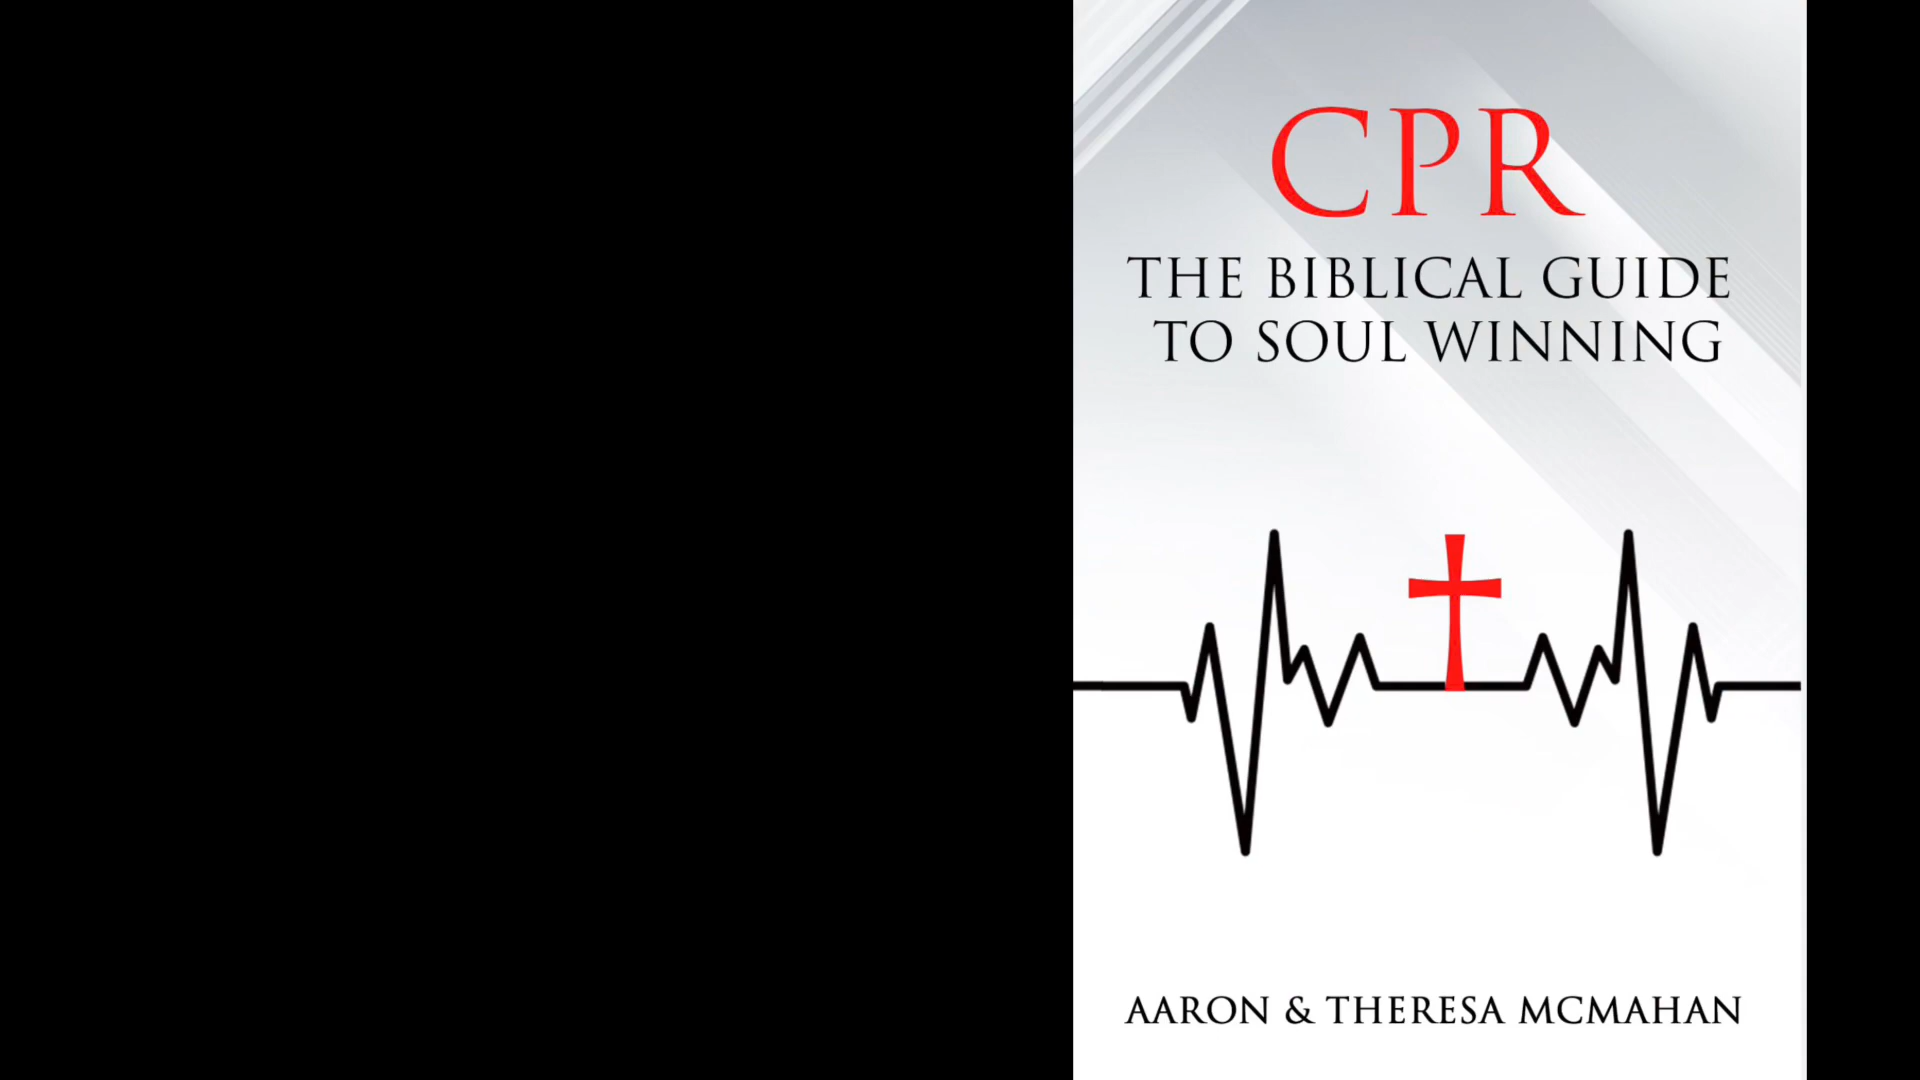 CPR
THE BIBLICAL GUIDE
TO SOUL WINNING
AARON & THERESA MCMAHAN